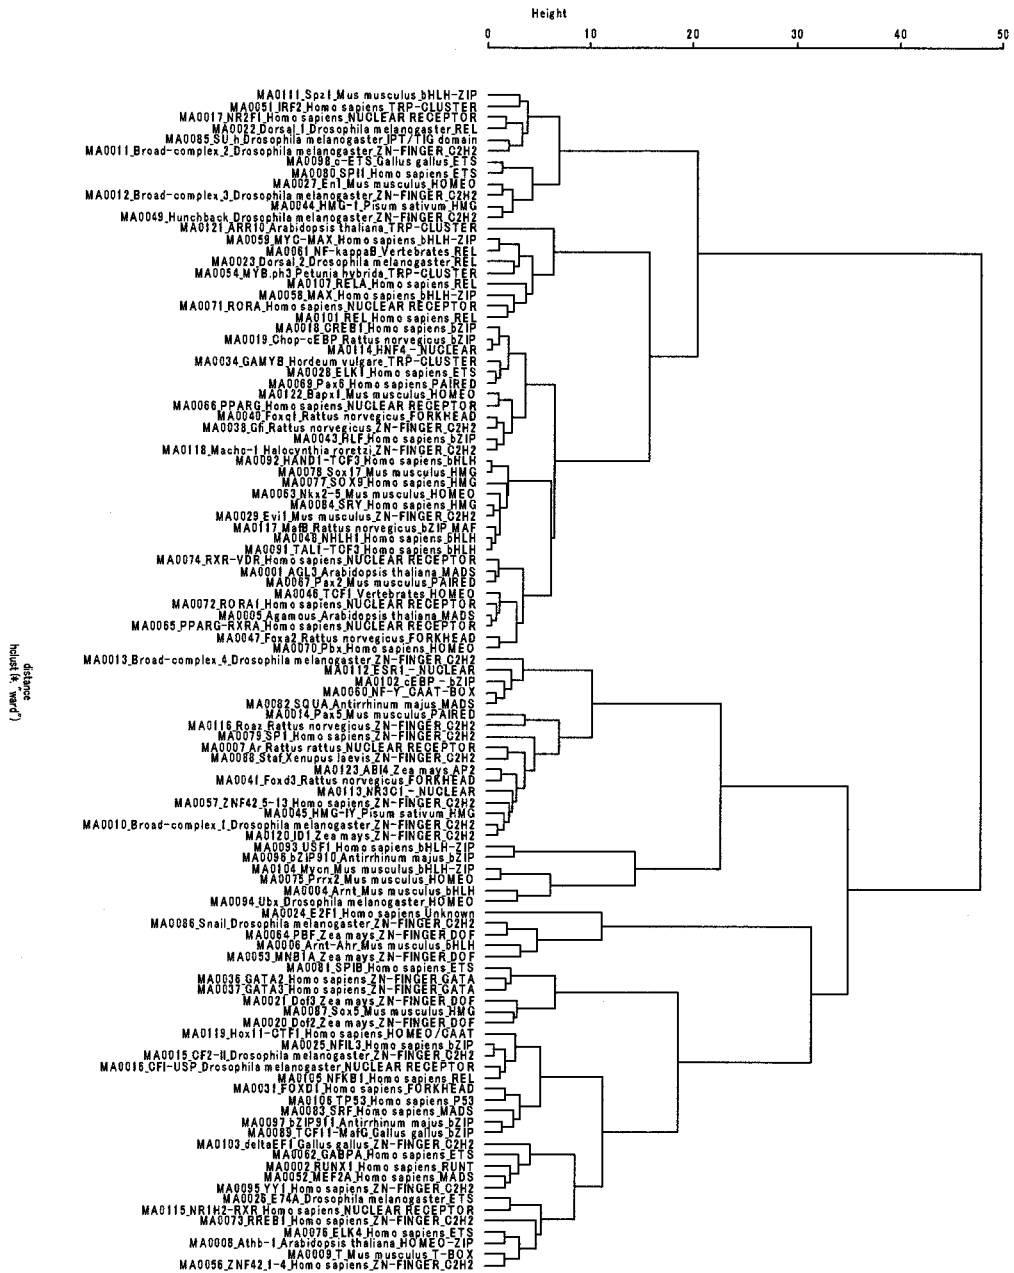 Height
0 10 20 30 40 50
MA0111_Spz1_Mus musculus_bHLH-ZIP
MA0051_IRF2_Homo sapiens_TRP-CLUSTER
MA0017_NR2F1_Homo sapiens_NUCLEAR RECEPTOR
MA0022_Dorsal_1_Drosophila melanogaster_REL
MA0085_SU_h_Drosophila melanogaster_IPT/TIG domain
MA0011_Broad-complex_2_Drosophila melanogaster_ZN-FINGER_C2H2
MA0098_c-ETS_Gallus gallus_ETS
MA0080_SPI1_Homo sapiens_ETS
MA0027_En1_Mus musculus_HOMEO
MA0012_Broad-complex_3_Drosophila melanogaster_ZN-FINGER_C2H2
MA0044_HMG-1_Pisum sativum_HMG
MA0049_Hunchback_Drosophila melanogaster_ZN-FINGER_C2H2
MA0121_ARR10_Arabidopsis thaliana_TRP-CLUSTER
MA0059_MYC-MAX_Homo sapiens_bHLH-ZIP
MA0061_NF-kappaB_Vertebrates_REL
MA0023_Dorsal_2_Drosophila melanogaster_REL
MA0054_MYB.ph3_Petunia hybrida_TRP-CLUSTER
MA0107_RELA_Homo sapiens_REL
MA0058_MAX_Homo sapiens_bHLH-ZIP
MA0071_RORA_Homo sapiens_NUCLEAR RECEPTOR
MA0101_REL_Homo sapiens_REL
MA0018_CREB1_Homo sapiens_bZIP
MA0019_Chop-cEBP_Rattus norvegicus_bZIP
MA0114_HNF4_-_NUCLEAR
MA0034_GAMYB_Hordeum vulgare_TRP-CLUSTER
MA0028_ELK1_Homo sapiens_ETS
MA0069_Pax6_Homo sapiens_PAIRED
MA0122_Bapx1_Mus musculus_HOMEO
MA0066_PPARG_Homo sapiens_NUCLEAR RECEPTOR
MA0040_Foxq1_Rattus norvegicus_FORKHEAD
MA0038_Gfi_Rattus norvegicus_ZN-FINGER_C2H2
MA0043_HLF_Homo sapiens_bZIP
MA0118_Macho-1_Halocynthia roretzi_ZN-FINGER_C2H2
MA0092_HAND1-TCF3_Homo sapiens_bHLH
MA0078_Sox17_Mus musculus_HMG
MA0077_SOX9_Homo sapiens_HMG
MA0063_Nkx2-5_Mus musculus_HOMEO
MA0084_SRY_Homo sapiens_HMG
MA0029_Evi1_Mus musculus_ZN-FINGER_C2H2
MA0117_MafB_Rattus norvegicus_bZIP_MAF
MA0048_NHLH1_Homo sapiens_bHLH
MA0091_TAL1-TCF3_Homo sapiens_bHLH
MA0074_RXR-VDR_Homo sapiens_NUCLEAR RECEPTOR
MA0001_AGL3_Arabidopsis thaliana_MADS
MA0067_Pax2_Mus musculus_PAIRED
MA0046_TCF1_Vertebrates_HOMEO
MA0072_RORA1_Homo sapiens_NUCLEAR RECEPTOR
MA0005_Agamous_Arabidopsis thaliana_MADS
MA0065_PPARG-RXRA_Homo sapiens_NUCLEAR RECEPTOR
MA0047_Foxa2_Rattus norvegicus_FORKHEAD
MA0070_Pbx_Homo sapiens_HOMEO
MA0013_Broad-complex_4_Drosophila melanogaster_ZN-FINGER_C2H2
MA0112_ESR1_-_NUCLEAR
MA0102_cEBP_-_bZIP
MA0060_NF-Y_CAAT-BOX
MA0082_SQUA_Antirrhinum majus_MADS
MA0014_Pax5_Mus musculus_PAIRED
MA0116_Roaz_Rattus norvegicus_ZN-FINGER_C2H2
MA0079_SP1_Homo sapiens_ZN-FINGER_C2H2
MA0007_Ar_Rattus rattus_NUCLEAR RECEPTOR
MA0088_Staf_Xenupus laevis_ZN-FINGER_C2H2
MA0123_ABI4_Zea mays_AP2
MA0041_Foxd3_Rattus norvegicus_FORKHEAD
MA0113_NR3C1_-_NUCLEAR
MA0057_ZNF42_5-13_Homo sapiens_ZN-FINGER_C2H2
MA0045_HMG-IY_Pisum sativum_HMG
MA0010_Broad-complex_1_Drosophila melanogaster_ZN-FINGER_C2H2
MA0120_ID1_Zea mays_ZN-FINGER_C2H2
MA0093_USF1_Homo sapiens_bHLH-ZIP
MA0096_bZIP910_Antirrhinum majus_bZIP
MA0104_Mycn_Mus musculus_bHLH-ZIP
MA0075_Prrx2_Mus musculus_HOMEO
MA0004_Arnt_Mus musculus_bHLH
MA0094_Ubx_Drosophila melanogaster_HOMEO
MA0024_E2F1_Homo sapiens_Unknown
MA0086_Snail_Drosophila melanogaster_ZN-FINGER_C2H2
MA0064_PBF_Zea mays_ZN-FINGER_DOF
MA0006_Arnt-Ahr_Mus musculus_bHLH
MA0053_MNB1A_Zea mays_ZN-FINGER_DOF
MA0081_SPIB_Homo sapiens_ETS
MA0036_GATA2_Homo sapiens_ZN-FINGER_GATA
MA0037_GATA3_Homo sapiens_ZN-FINGER_GATA
MA0021_Dof3_Zea mays_ZN-FINGER_DOF
MA0087_Sox5_Mus musculus_HMG
MA0020_Dof2_Zea mays_ZN-FINGER_DOF
MA0119_Hox11-CTF1_Homo sapiens_HOMEO/CAAT
MA0025_NFIL3_Homo sapiens_bZIP
MA0015_CF2-II_Drosophila melanogaster_ZN-FINGER_C2H2
MA0016_CFI-USP_Drosophila melanogaster_NUCLEAR RECEPTOR
MA0105_NFKB1_Homo sapiens_REL
MA0031_FOXD1_Homo sapiens_FORKHEAD
MA0106_TP53_Homo sapiens_P53
MA0083_SRF_Homo sapiens_MADS
MA0097_bZIP911_Antirrhinum majus_bZIP
MA0089_TCF11-MafG_Gallus gallus_bZIP
MA0103_deltaEF1_Gallus gallus_ZN-FINGER_C2H2
MA0062_GABPA_Homo sapiens_ETS
MA0002_RUNX1_Homo sapiens_RUNT
MA0052_MEF2A_Homo sapiens_MADS
MA0095_YY1_Homo sapiens_ZN-FINGER_C2H2
MA0026_E74A_Drosophila melanogaster_ETS
MA0115_NR1H2-RXR_Homo sapiens_NUCLEAR RECEPTOR
MA0073_RREB1_Homo sapiens_ZN-FINGER_C2H2
MA0076_ELK4_Homo sapiens_ETS
MA0008_Athb-1_Arabidopsis thaliana_HOMEO-ZIP
MA0009_T_Mus musculus_T-BOX
MA0056_ZNF42_1-4_Homo sapiens_ZN-FINGER_C2H2
distance
hclust (*, "ward")